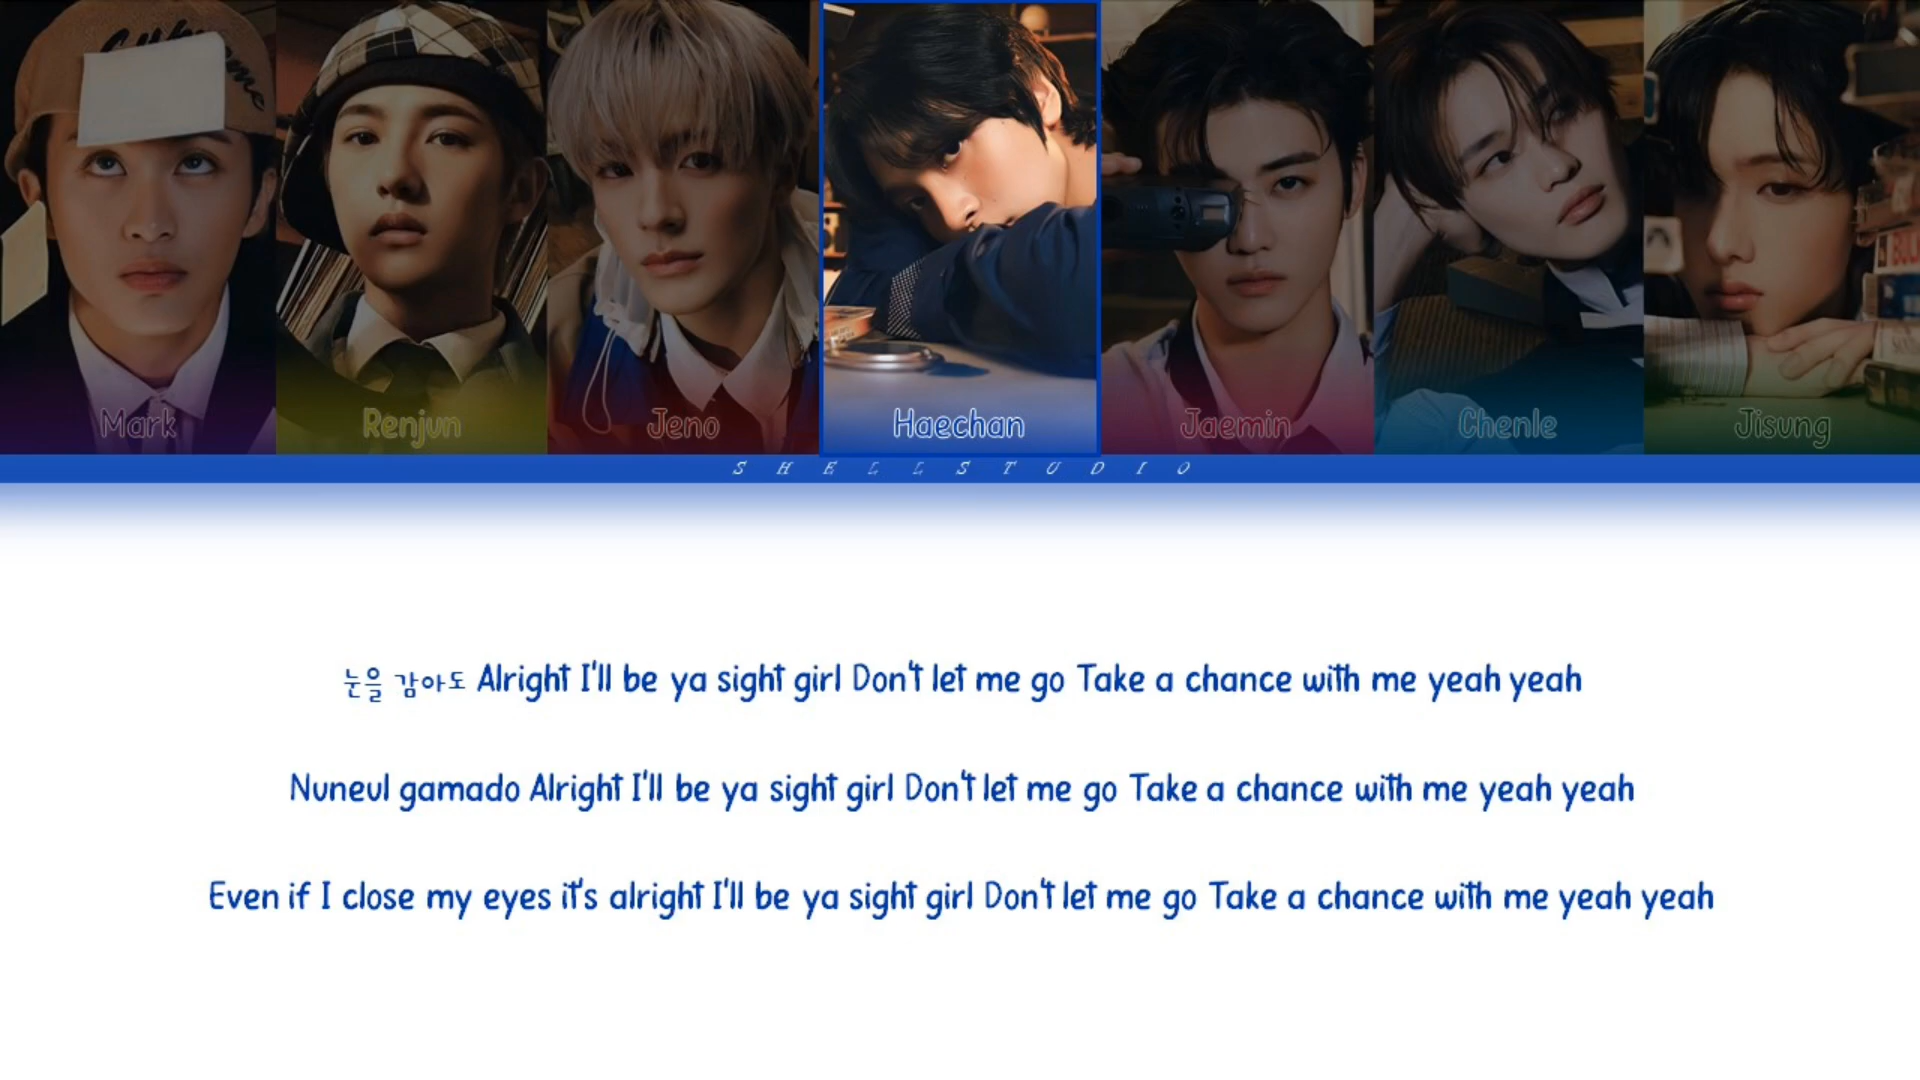 Mark Renjun Jeno Haechan Jaemin Chenle Jisung
SHELLSTUDIO
눈을 감아도 Alright I'll be ya sight girl Don't let me go Take a chance with me yeah yeah
Nuneul gamado Alright I'll be ya sight girl Don't let me go Take a chance with me yeah yeah
Even if I close my eyes it's alright I'll be ya sight girl Don't let me go Take a chance with me yeah yeah